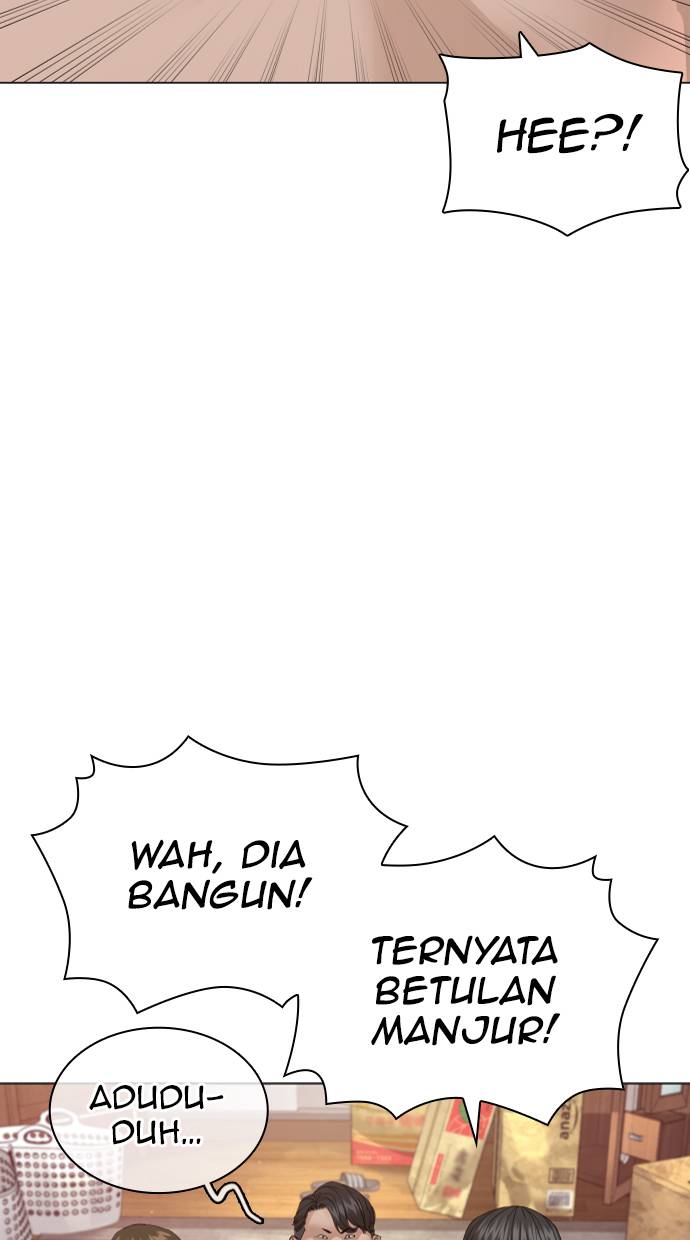 HEE?!
WAH, DIA
BANGUN!
TERNYATA
BETULAN
MANJUR!
ADUDU-
DUH...